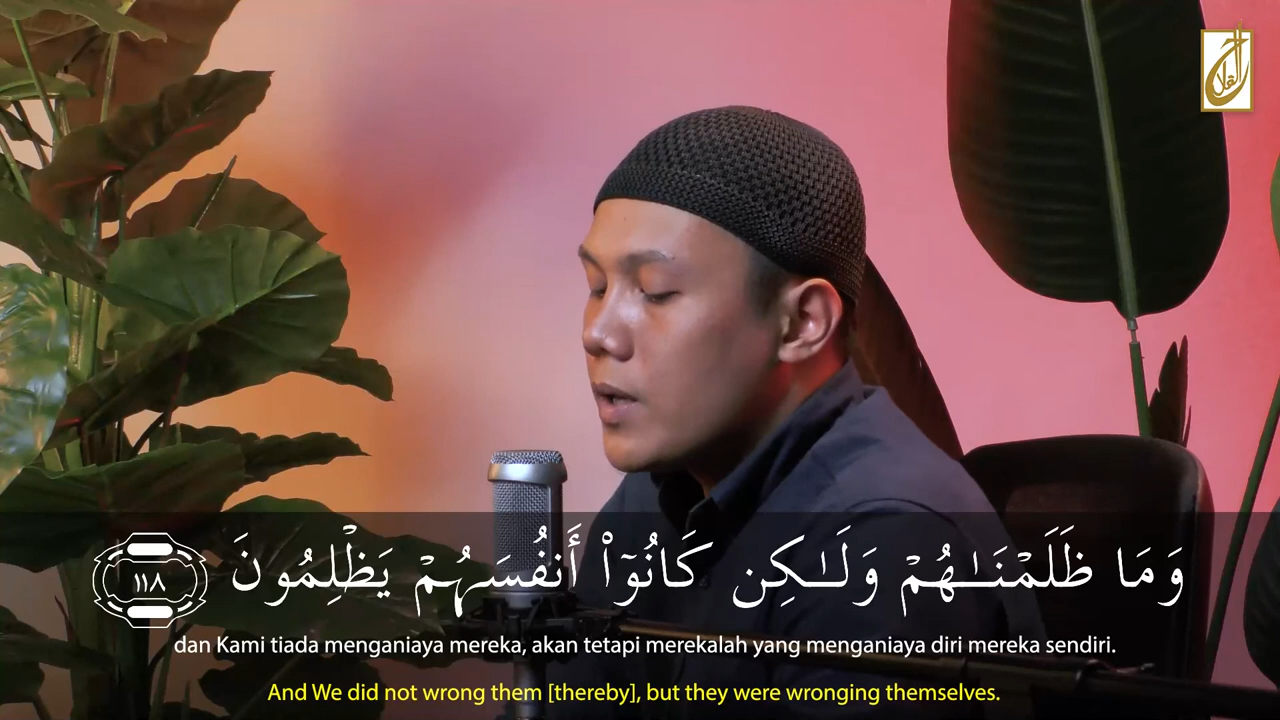 الفلاح
وَمَا ظَلَمْنَـٰهُمْ وَلَـٰكِن كَانُوٓا۟ أَنفُسَهُمْ يَظْلِمُونَ ١١٨
dan Kami tiada menganiaya mereka, akan tetapi merekalah yang menganiaya diri mereka sendiri.
And We did not wrong them [thereby], but they were wronging themselves.